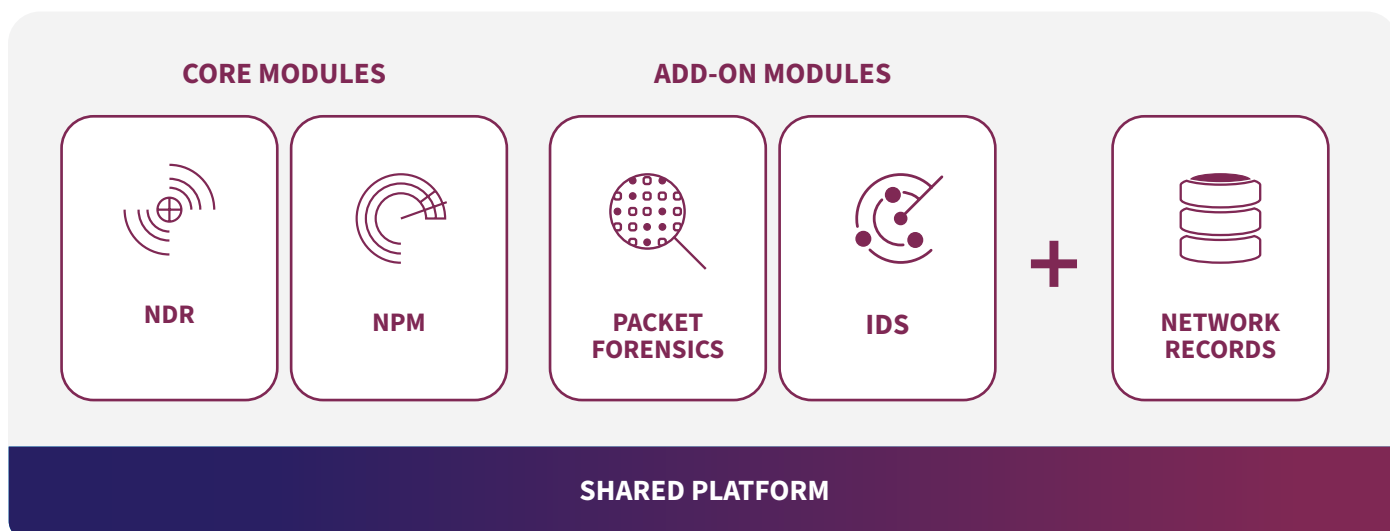 CORE MODULES
ADD-ON MODULES
NDR
NPM
PACKET
FORENSICS
IDS
NETWORK
RECORDS
SHARED PLATFORM